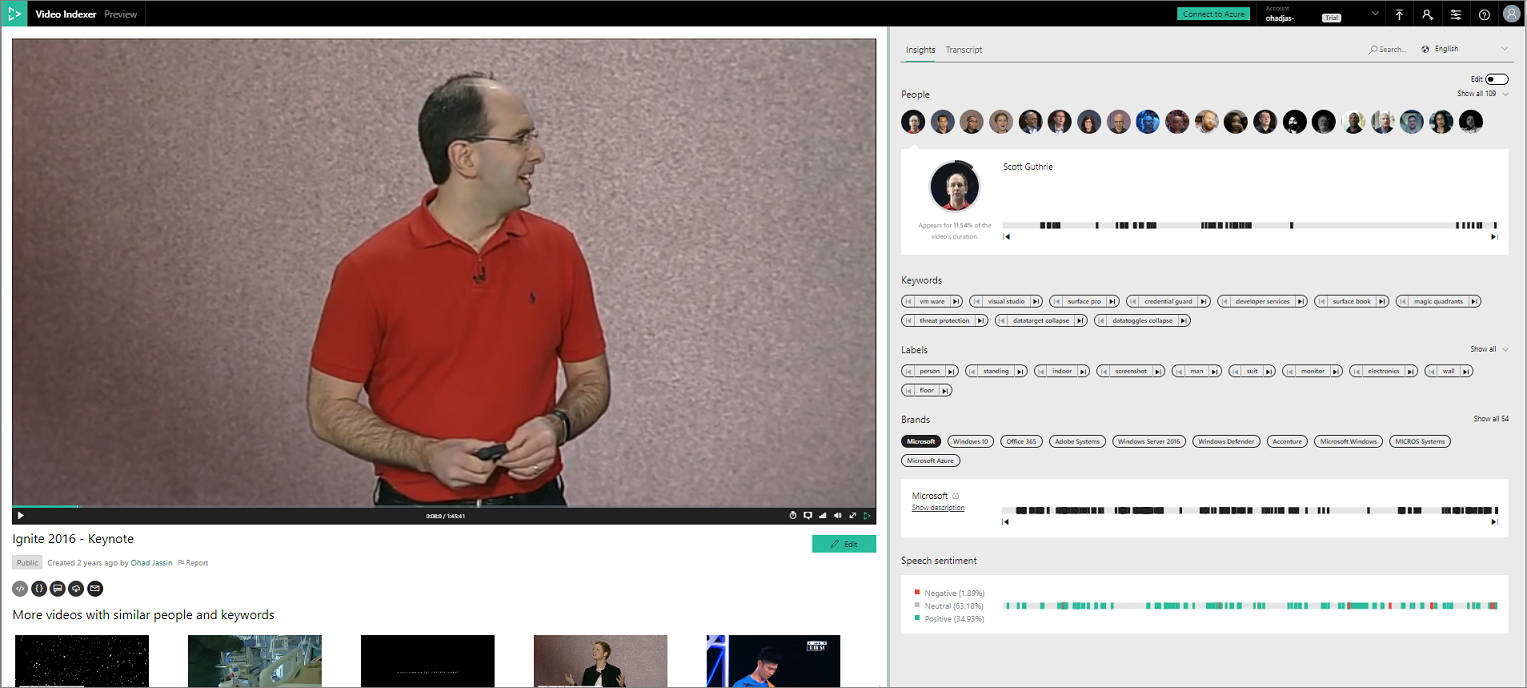 Video Indexer Preview
Connect to Azure
Account
ohadjas-
Trial
Insights Transcript
Search...
English
Edit
People
Show all 109
Scott Guthrie
Appears for 11.54% of the
video's duration.
Keywords
vm ware visual studio surface pro credential guard developer services surface book magic quadrants
threat protection datatarget collapse datatoggles collapse
Labels
Show all
person standing indoor screenshot man suit monitor electronics wall
floor
Brands
Show all 54
Microsoft Windows 10 Office 365 Adobe Systems Windows Server 2016 Windows Defender Accenture Microsoft Windows MICROS Systems
Microsoft Azure
Microsoft
Show description
Speech sentiment
Negative (1.89%)
Neutral (63.18%)
Positive (34.93%)
0:08:0 / 1:45:41
Ignite 2016 - Keynote
Edit
Public Created 2 years ago by Ohad Jassin Report
More videos with similar people and keywords